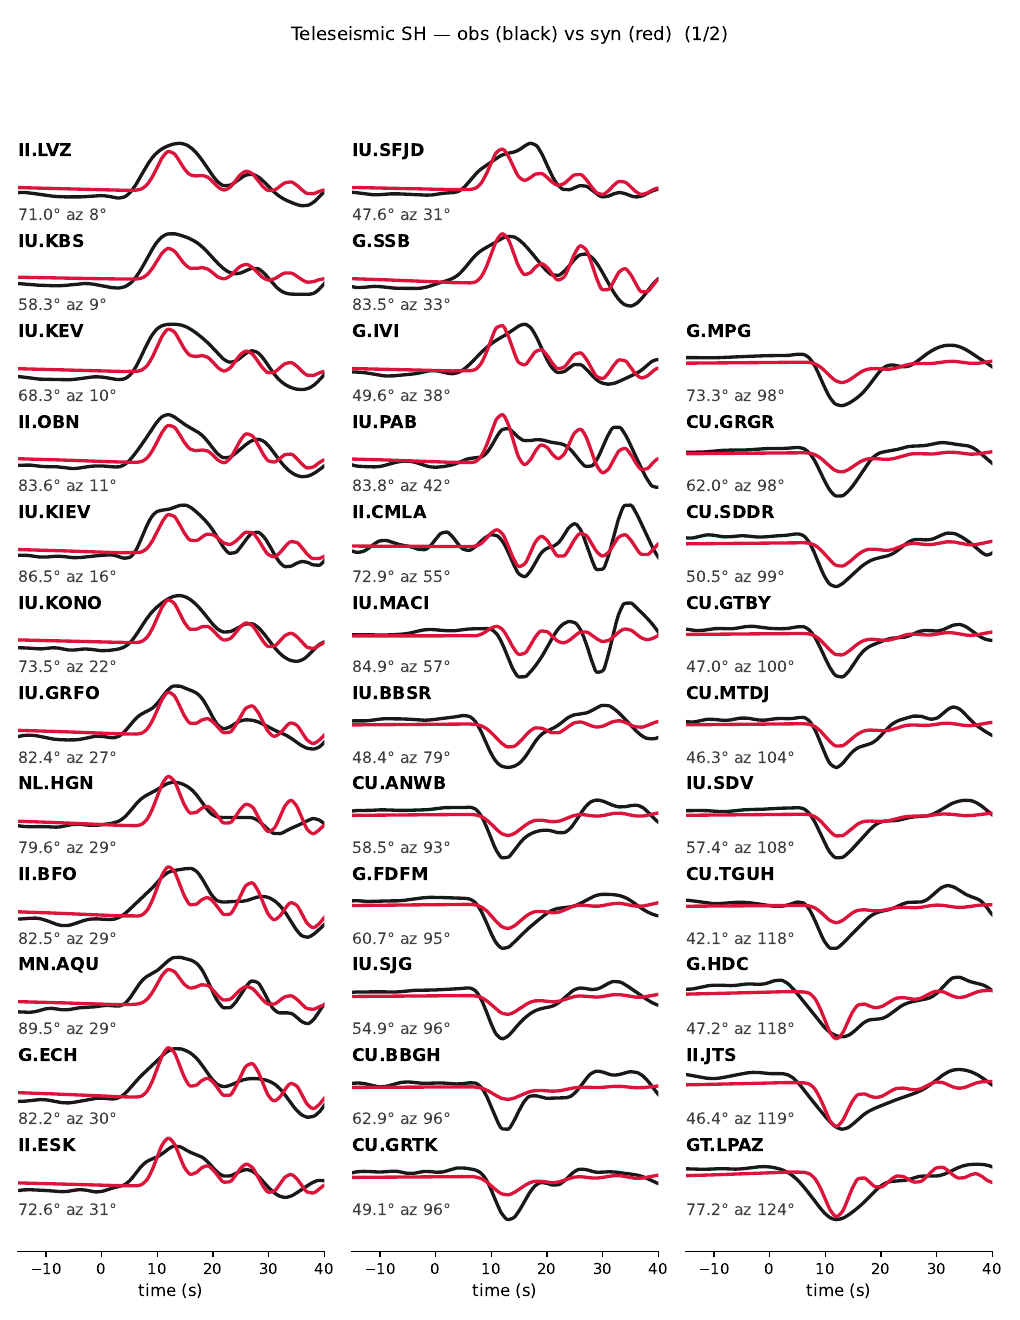 Teleseismic SH — obs (black) vs syn (red)  (1/2)
II.LVZ
71.0° az 8°
IU.KBS
58.3° az 9°
IU.KEV
68.3° az 10°
II.OBN
83.6° az 11°
IU.KIEV
86.5° az 16°
IU.KONO
73.5° az 22°
IU.GRFO
82.4° az 27°
NL.HGN
79.6° az 29°
II.BFO
82.5° az 29°
MN.AQU
89.5° az 29°
G.ECH
82.2° az 30°
II.ESK
72.6° az 31°
−10 0 10 20 30 40
time (s)
IU.SFJD
47.6° az 31°
G.SSB
83.5° az 33°
G.IVI
49.6° az 38°
IU.PAB
83.8° az 42°
II.CMLA
72.9° az 55°
IU.MACI
84.9° az 57°
IU.BBSR
48.4° az 79°
CU.ANWB
58.5° az 93°
G.FDFM
60.7° az 95°
IU.SJG
54.9° az 96°
CU.BBGH
62.9° az 96°
CU.GRTK
49.1° az 96°
−10 0 10 20 30 40
time (s)
G.MPG
73.3° az 98°
CU.GRGR
62.0° az 98°
CU.SDDR
50.5° az 99°
CU.GTBY
47.0° az 100°
CU.MTDJ
46.3° az 104°
IU.SDV
57.4° az 108°
CU.TGUH
42.1° az 118°
G.HDC
47.2° az 118°
II.JTS
46.4° az 119°
GT.LPAZ
77.2° az 124°
−10 0 10 20 30 40
time (s)